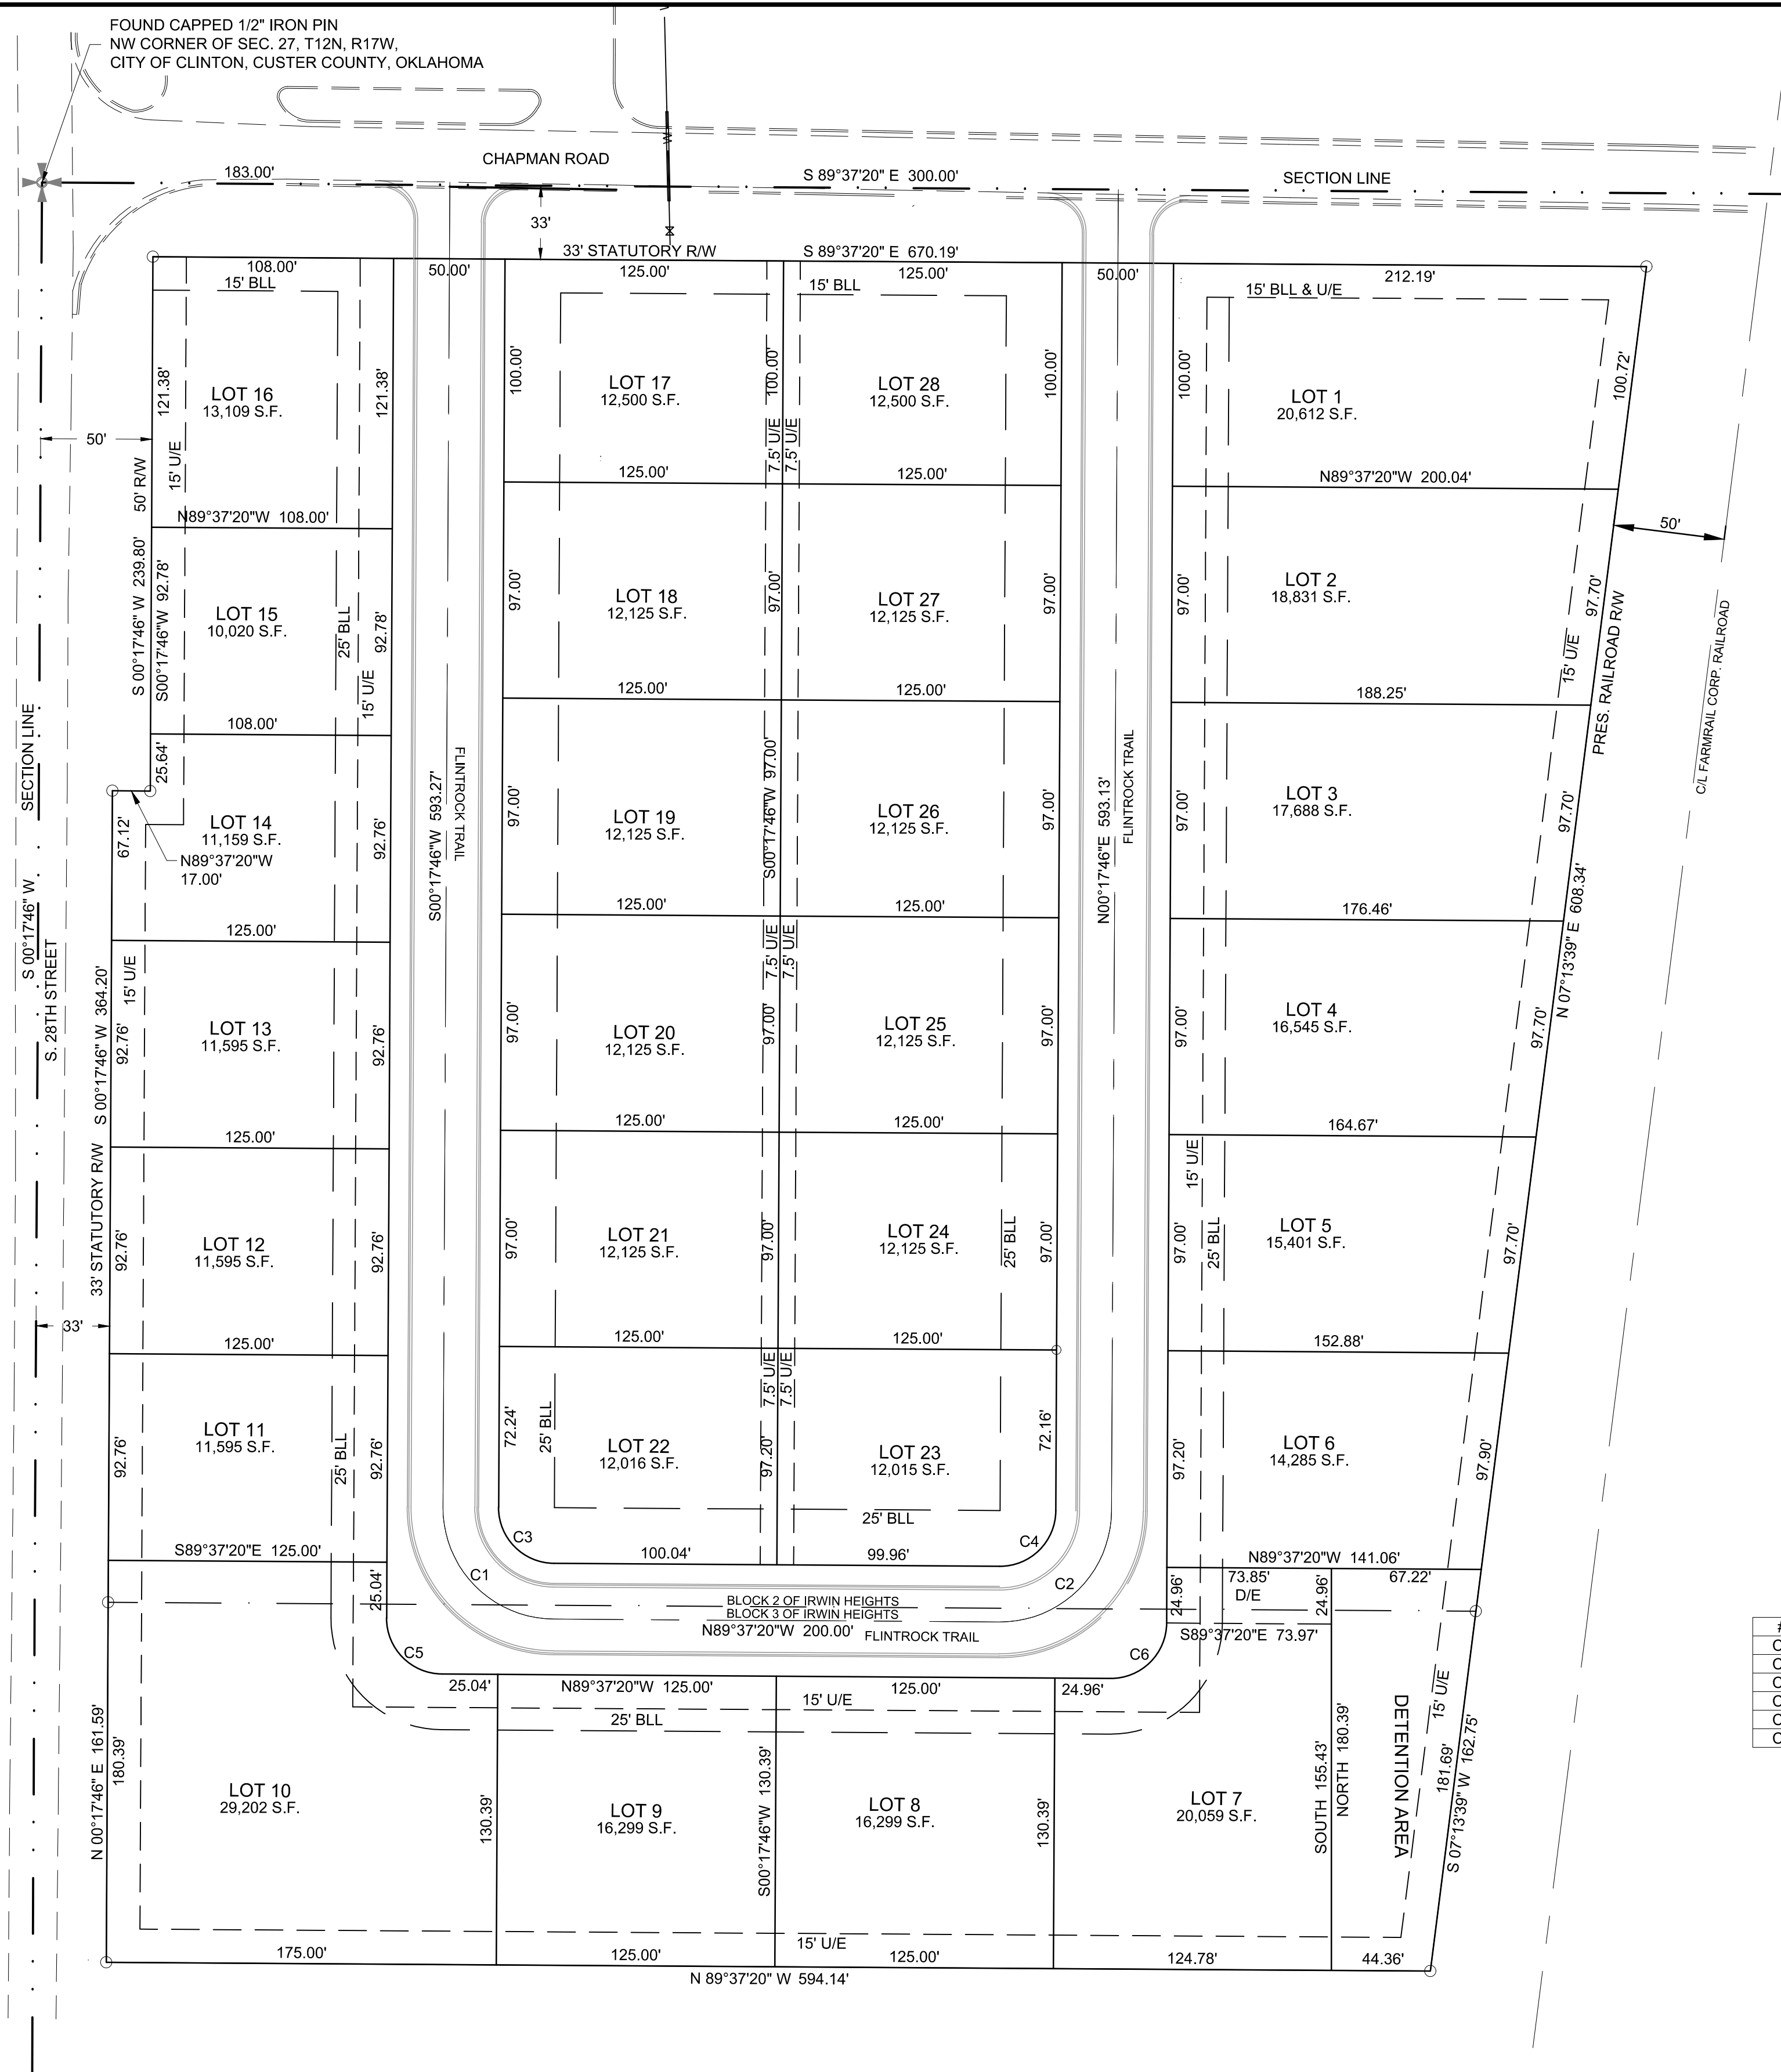 FOUND CAPPED 1/2" IRON PIN
NW CORNER OF SEC. 27, T12N, R17W,
CITY OF CLINTON, CUSTER COUNTY, OKLAHOMA
CHAPMAN ROAD
183.00'
S 89°37'20" E 300.00'
SECTION LINE
W
33'
33' STATUTORY R/W
S 89°37'20" E 670.19'
108.00'
50.00'
125.00'
125.00'
50.00'
212.19'
15' BLL
15' BLL
15' BLL & U/E
121.38'
LOT 16
13,109 S.F.
121.38'
100.00'
LOT 17
12,500 S.F.
100.00'
LOT 28
12,500 S.F.
100.00'
100.00'
LOT 1
20,612 S.F.
100.72'
50'
15' U/E
50' R/W
7.5' U/E
7.5' U/E
125.00'
125.00'
N89°37'20"W 200.04'
N89°37'20"W 108.00'
50'
S 00°17'46" W 239.80'
S00°17'46"W 92.78'
LOT 15
10,020 S.F.
25' BLL
92.78'
15' U/E
97.00'
LOT 18
12,125 S.F.
97.00'
LOT 27
12,125 S.F.
97.00'
97.00'
LOT 2
18,831 S.F.
97.70'
15' U/E
PRES. RAILROAD R/W
C/L FARMRAIL CORP. RAILROAD
125.00'
125.00'
188.25'
108.00'
25.64'
SECTION LINE
67.12'
LOT 14
11,159 S.F.
N89°37'20"W
17.00'
92.76'
S00°17'46"W 593.27'
FLINTROCK TRAIL
97.00'
LOT 19
12,125 S.F.
S00°17'46"W 97.00'
LOT 26
12,125 S.F.
97.00'
N00°17'46"E 593.13'
FLINTROCK TRAIL
97.00'
LOT 3
17,688 S.F.
97.70'
N 07°13'39" E 608.34'
125.00'
125.00'
176.46'
125.00'
S 00°17'46" W
S. 28TH STREET
S 00°17'46" W 364.20'
15' U/E
92.76'
LOT 13
11,595 S.F.
92.76'
97.00'
LOT 20
12,125 S.F.
7.5' U/E
7.5' U/E
97.00'
LOT 25
12,125 S.F.
97.00'
97.00'
LOT 4
16,545 S.F.
97.70'
125.00'
125.00'
164.67'
125.00'
33' STATUTORY R/W
92.76'
LOT 12
11,595 S.F.
92.76'
97.00'
LOT 21
12,125 S.F.
97.00'
LOT 24
12,125 S.F.
25' BLL
97.00'
15' U/E
97.00'
25' BLL
LOT 5
15,401 S.F.
97.70'
33'
125.00'
125.00'
125.00'
152.88'
92.76'
LOT 11
11,595 S.F.
25' BLL
92.76'
72.24'
25' BLL
LOT 22
12,016 S.F.
7.5' U/E
7.5' U/E
97.20'
LOT 23
12,015 S.F.
72.16'
97.20'
LOT 6
14,285 S.F.
97.90'
25' BLL
C3
100.04'
99.96'
C4
S89°37'20"E 125.00'
N89°37'20"W 141.06'
25.04'
C1
C2
24.96'
73.85'
D/E
24.96'
67.22'
BLOCK 2 OF IRWIN HEIGHTS
BLOCK 3 OF IRWIN HEIGHTS
N89°37'20"W 200.00'
FLINTROCK TRAIL
S89°37'20"E 73.97'
C5
C6
25.04'
N89°37'20"W 125.00'
125.00'
24.96'
15' U/E
25' BLL
N 00°17'46" E 161.59'
180.39'
LOT 10
29,202 S.F.
130.39'
LOT 9
16,299 S.F.
S00°17'46"W 130.39'
LOT 8
16,299 S.F.
130.39'
LOT 7
20,059 S.F.
SOUTH 155.43'
NORTH 180.39'
DETENTION AREA
15' U/E
181.69'
S 07°13'39" W 162.75'
15' U/E
175.00'
125.00'
125.00'
124.78'
44.36'
N 89°37'20" W 594.14'